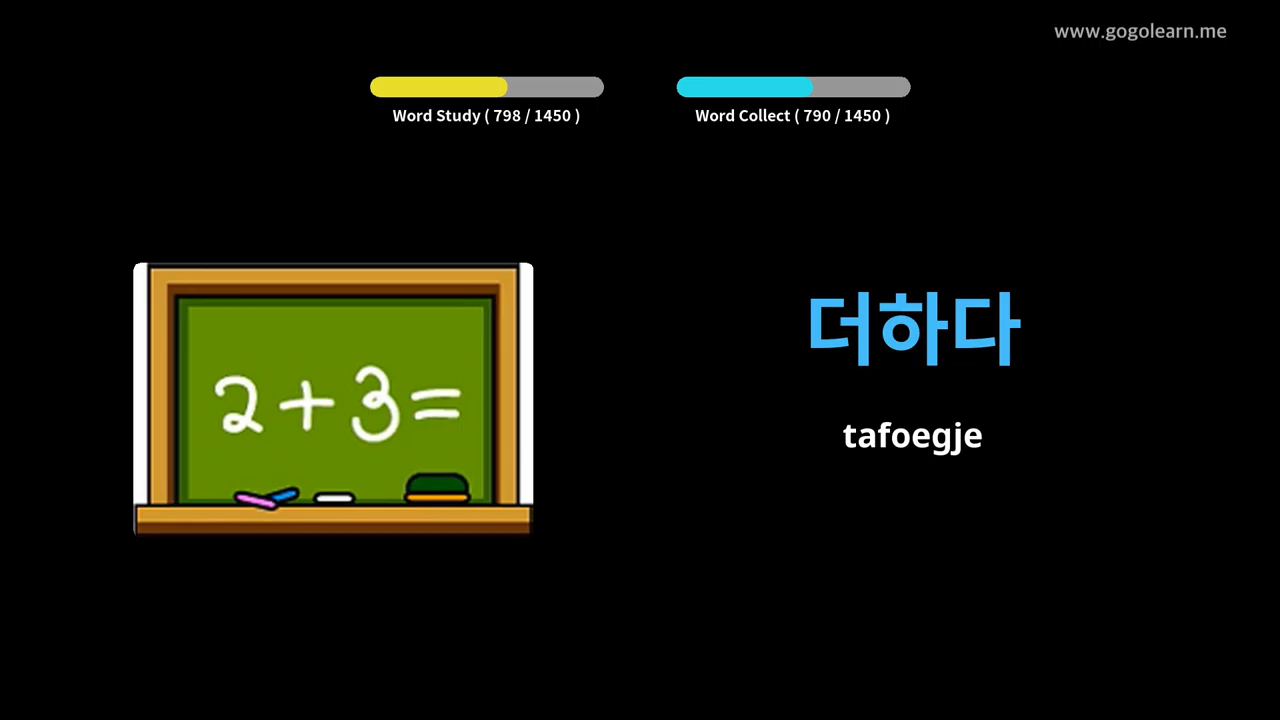 www.gogolearn.me
Word Study ( 798 / 1450 )
Word Collect ( 790 / 1450 )
2+3=
더하다
tafoegje